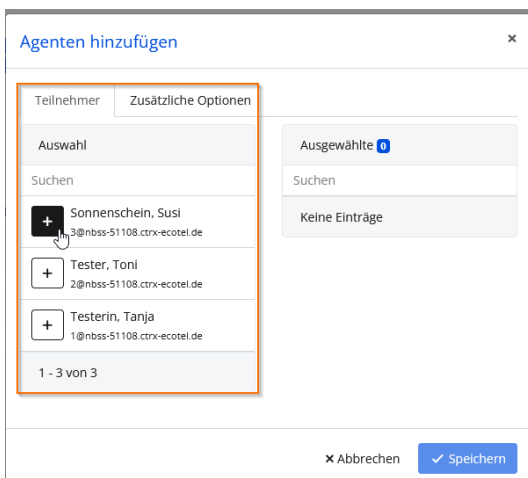 Agenten hinzufügen
×
Teilnehmer
Zusätzliche Optionen
Auswahl
Suchen
+
Sonnenschein, Susi
3@nbss-51108.ctrx-ecotel.de
+
Tester, Toni
2@nbss-51108.ctrx-ecotel.de
+
Testerin, Tanja
1@nbss-51108.ctrx-ecotel.de
1 - 3 von 3
Ausgewählte 0
Suchen
Keine Einträge
× Abbrechen
✓ Speichern